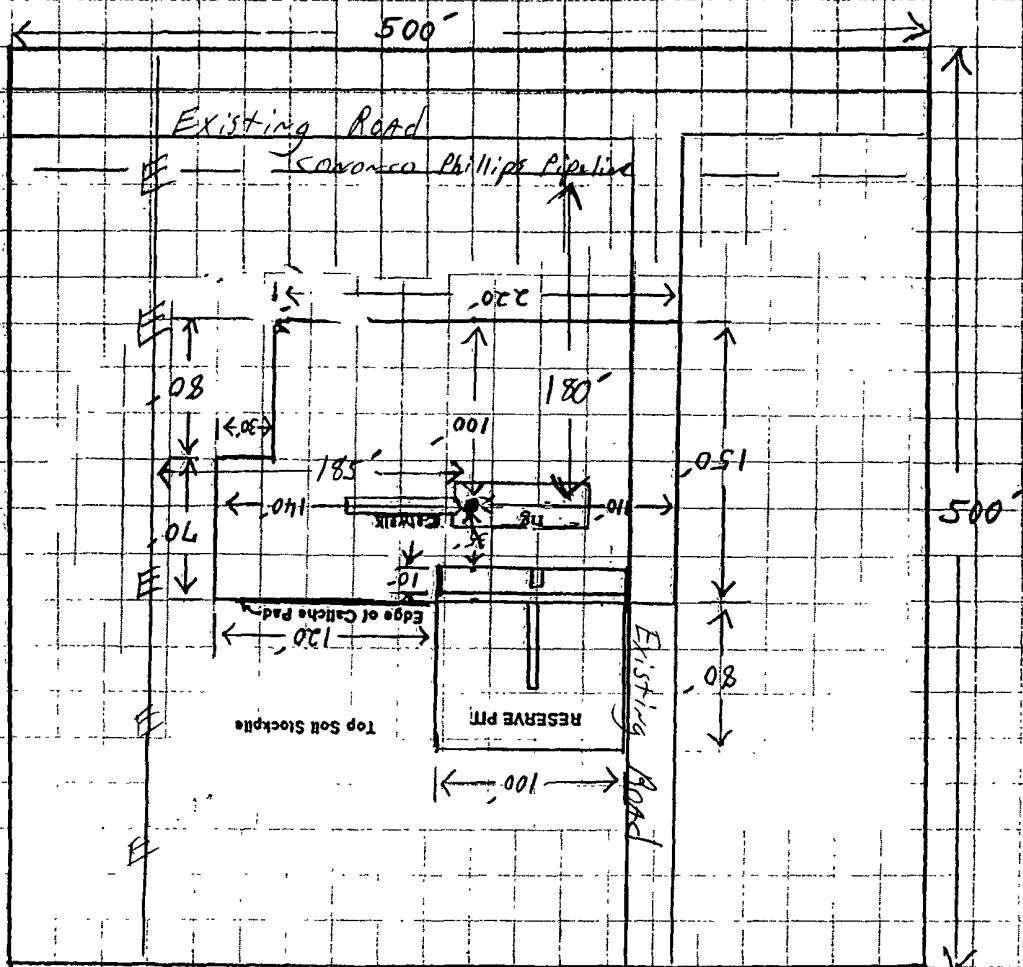 500'
Existing Road
Conoco Phillips Pipeline
220'
80'
180'
30'
100'
150'
185'
140'
110'
Catwalk
Rig
500'
70'
35'
10'
Edge of Caliche Pad
120'
Existing Road
80'
Top Soil Stockpile
RESERVE PIT
100'
E
E
E
E
E